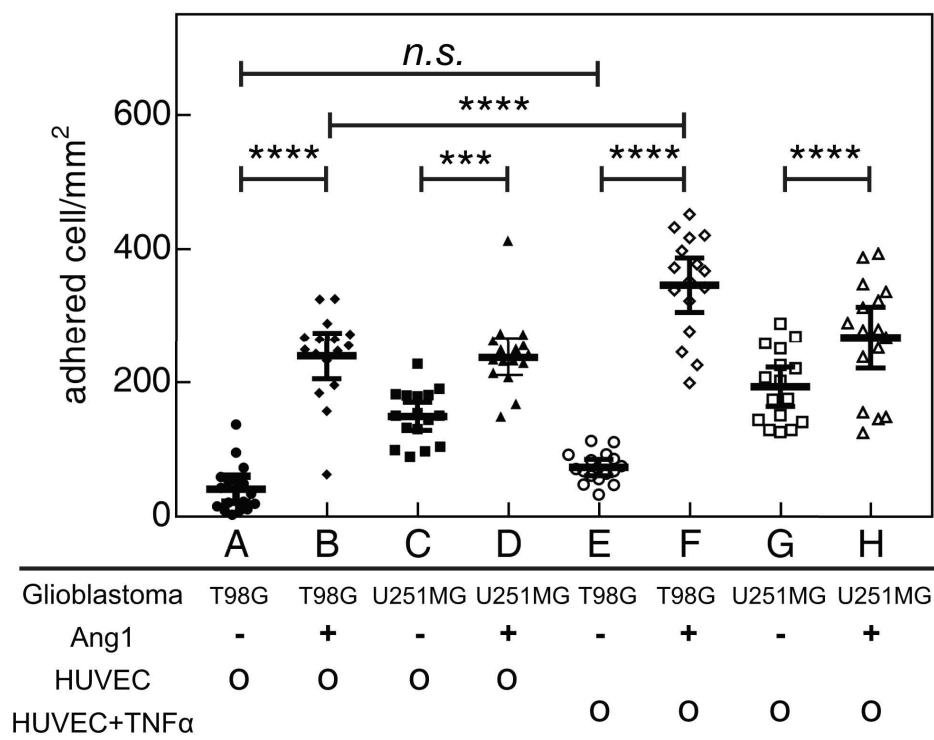 n.s.
****
**** *** **** ****
adhered cell/mm²
600
400
200
0
A B C D E F G H
Glioblastoma T98G T98G U251MG U251MG T98G T98G U251MG U251MG
Ang1 - + - + - + - +
HUVEC O O O O
HUVEC+TNFα O O O O